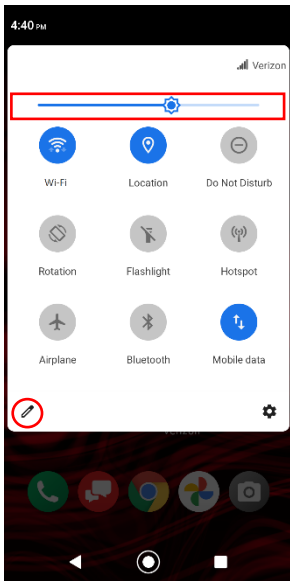 4:40 PM
Verizon
Wi-Fi Location Do Not Disturb
Rotation Flashlight Hotspot
Airplane Bluetooth Mobile data